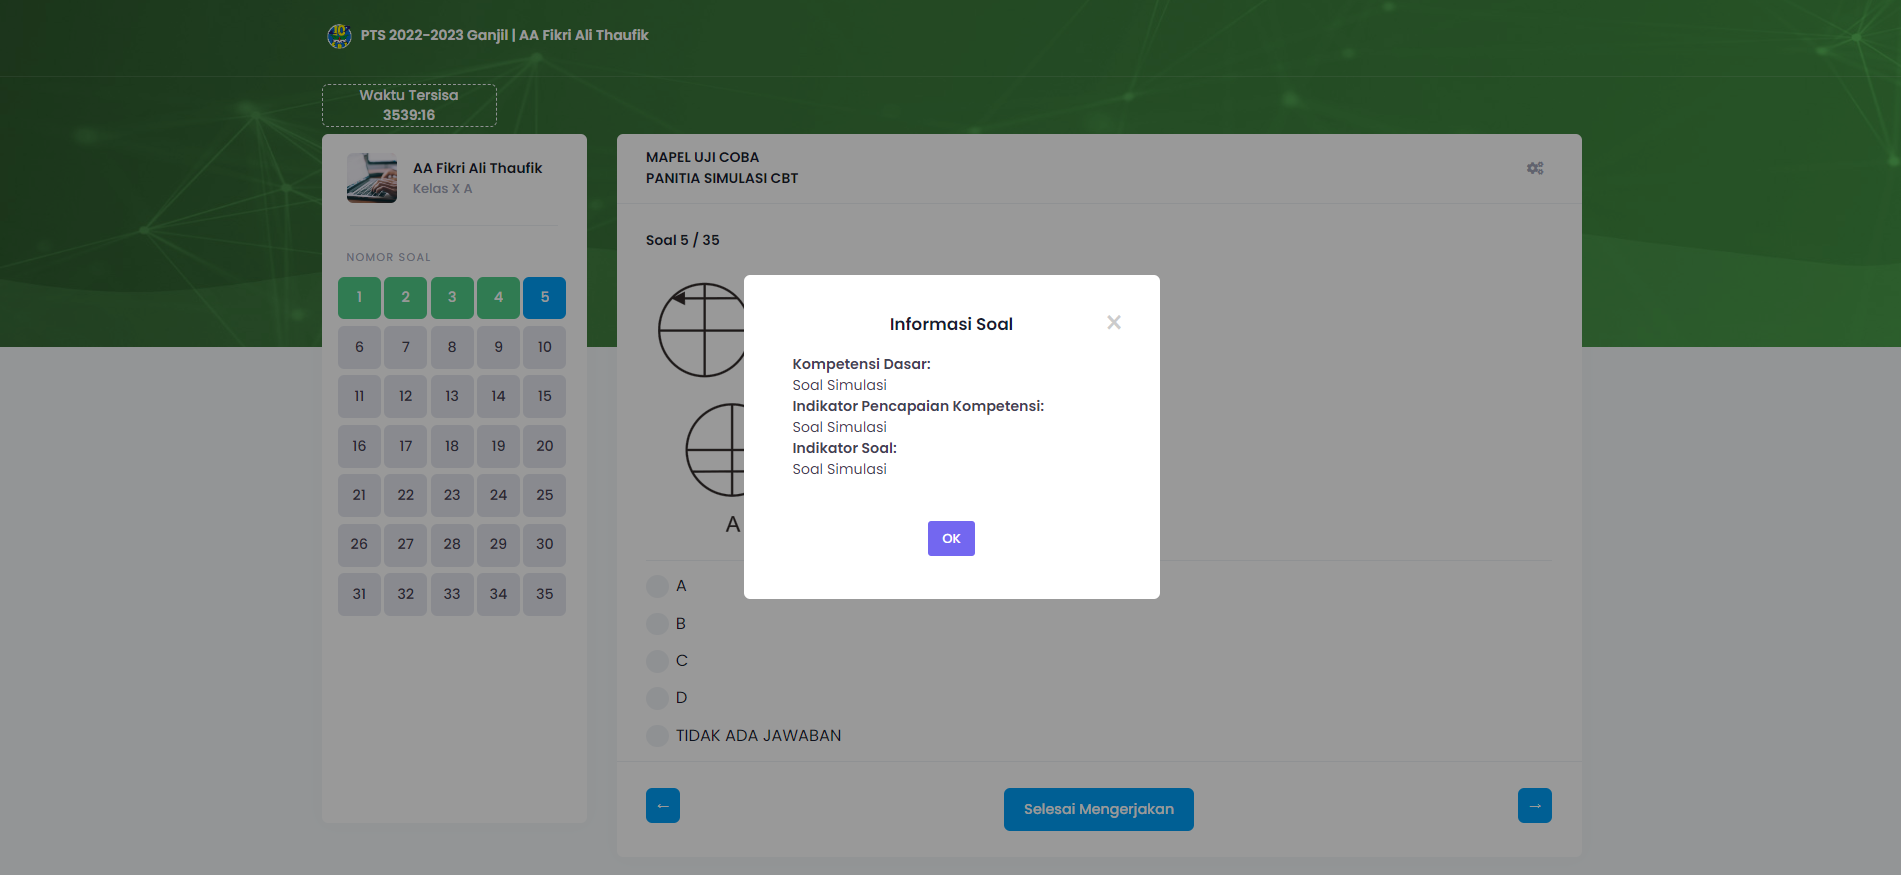 PTS 2022-2023 Ganjil | AA Fikri Ali Thaufik
Waktu Tersisa
3539:16
AA Fikri Ali Thaufik
Kelas X A
NOMOR SOAL
1 2 3 4 5
6 7 8 9 10
11 12 13 14 15
16 17 18 19 20
21 22 23 24 25
26 27 28 29 30
31 32 33 34 35
MAPEL UJI COBA
PANITIA SIMULASI CBT
Soal 5 / 35
A
Informasi Soal
×
Kompetensi Dasar:
Soal Simulasi
Indikator Pencapaian Kompetensi:
Soal Simulasi
Indikator Soal:
Soal Simulasi
OK
A
B
C
D
TIDAK ADA JAWABAN
← Selesai Mengerjakan →